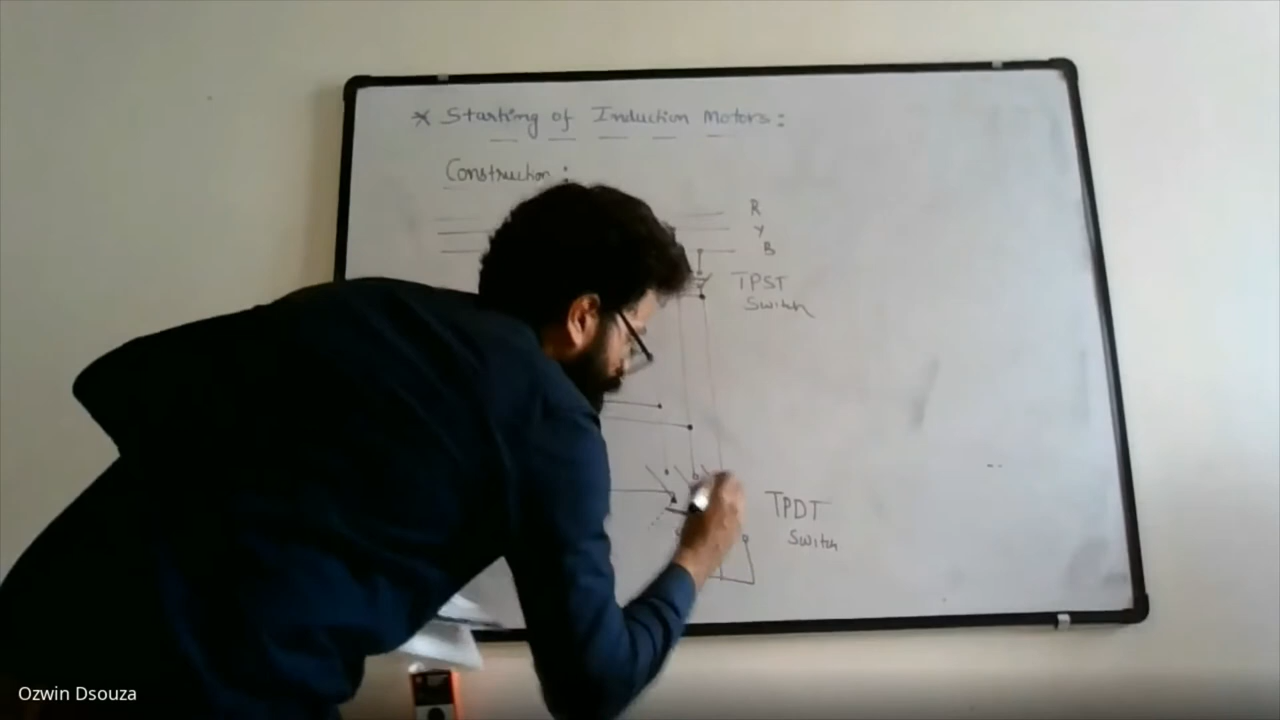 * Starting of Induction Motors:
Construction:
R
Y
B
TPST
Switch
TPDT
Switch
Ozwin Dsouza